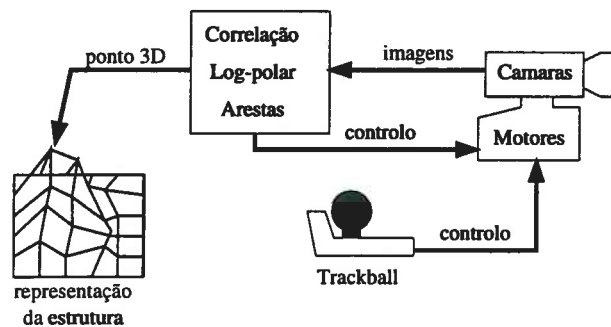 ponto 3D
Correlação
Log-polar
Arestas
imagens
Camaras
Motores
controlo
controlo
Trackball
representação
da estrutura